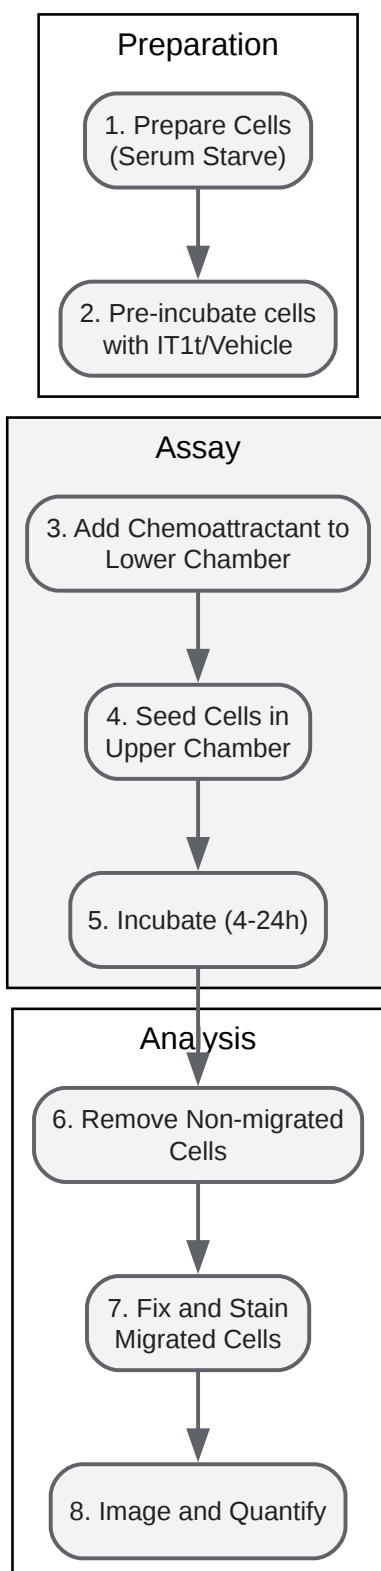 Preparation
1. Prepare Cells
(Serum Starve)
2. Pre-incubate cells
with IT1t/Vehicle
Assay
3. Add Chemoattractant to
Lower Chamber
4. Seed Cells in
Upper Chamber
5. Incubate (4-24h)
Analysis
6. Remove Non-migrated
Cells
7. Fix and Stain
Migrated Cells
8. Image and Quantify